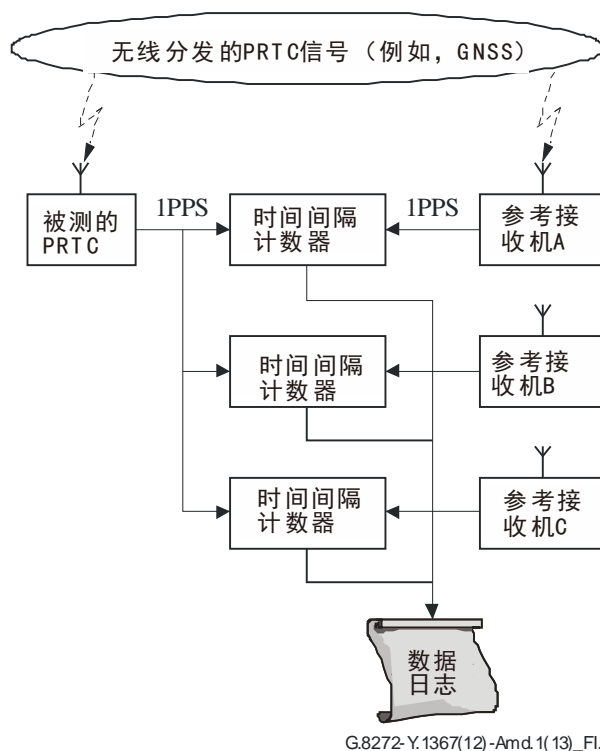 无线分发的PRTC信号（例如，GNSS）
被测的
PRTC
1PPS
时间间隔
计数器
1PPS
参考接
收机A
时间间隔
计数器
参考接
收机B
时间间隔
计数器
参考接
收机C
数据
日志
G.8272-Y.1367(12)-Amd.1(13)_FI.